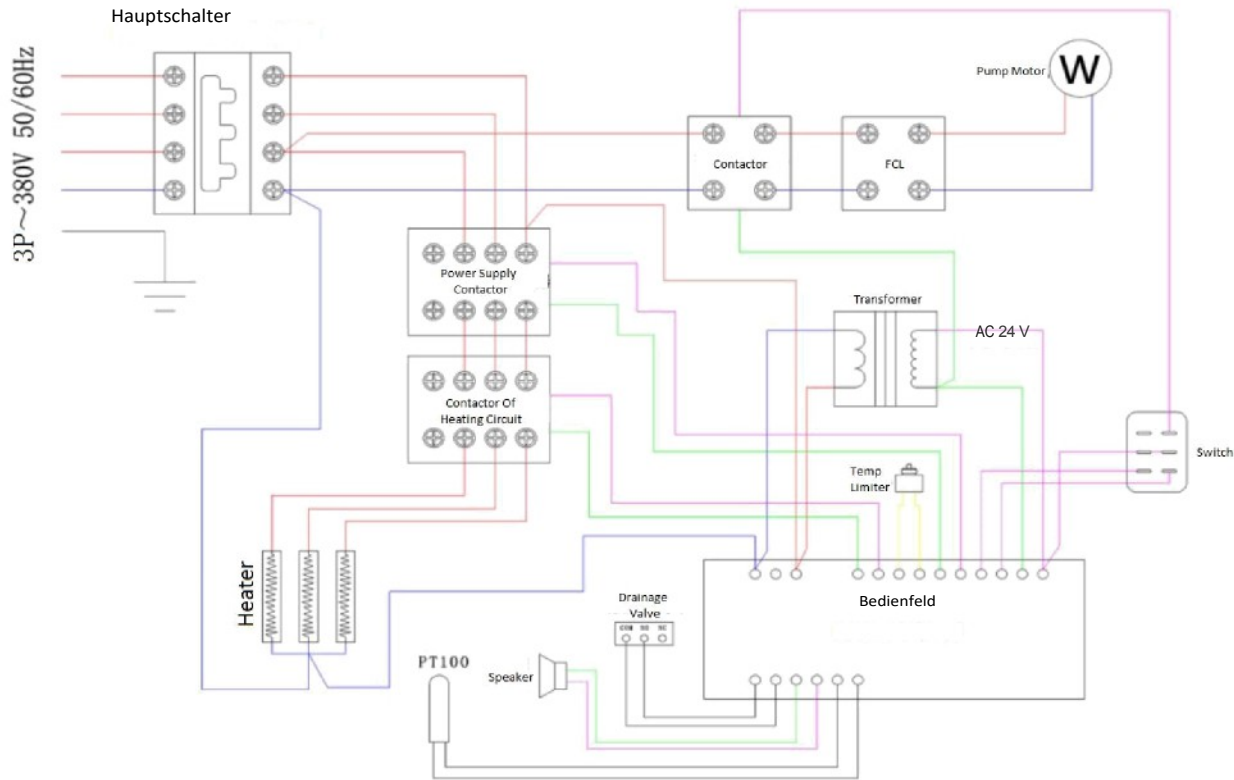 Hauptschalter
3P~380V 50/60Hz
Pump Motor
W
Contactor
FCL
Power Supply
Contactor
Transformer
AC 24 V
Contactor Of
Heating Circuit
Switch
Temp
Limiter
Heater
Drainage
Valve
COM NO NC
Bedienfeld
PT100
Speaker